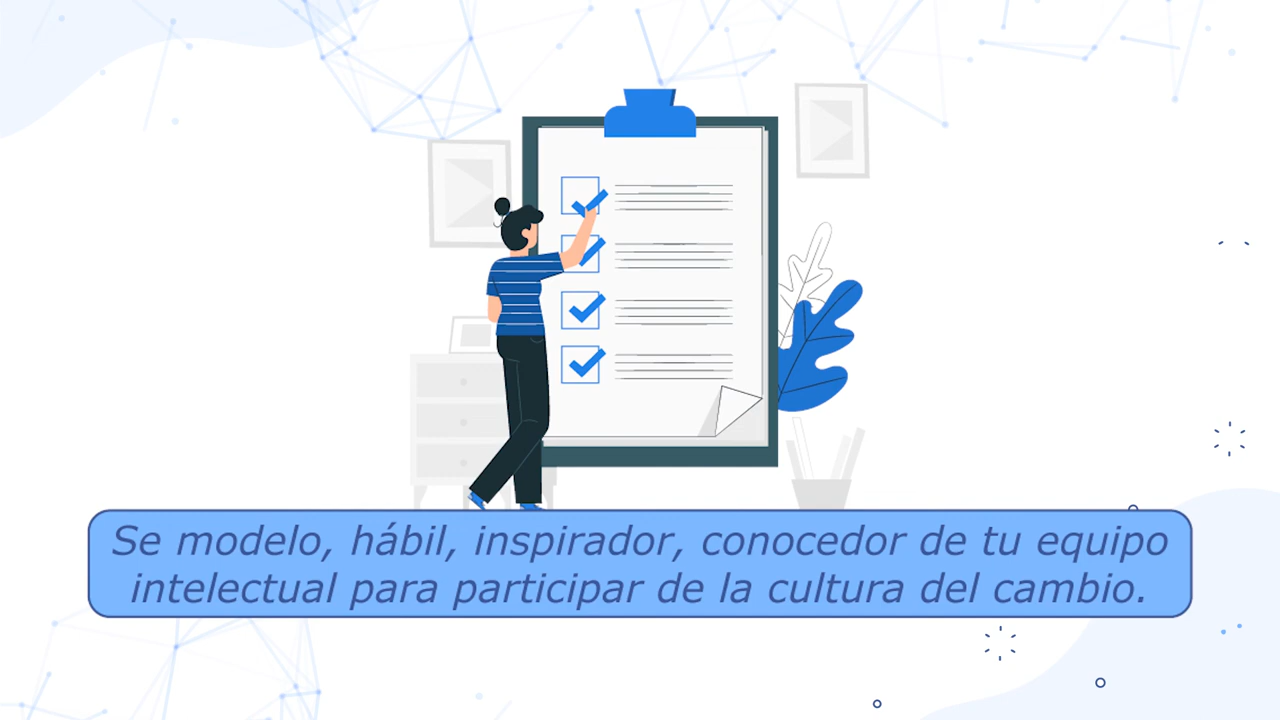 Se modelo, hábil, inspirador, conocedor de tu equipo
intelectual para participar de la cultura del cambio.